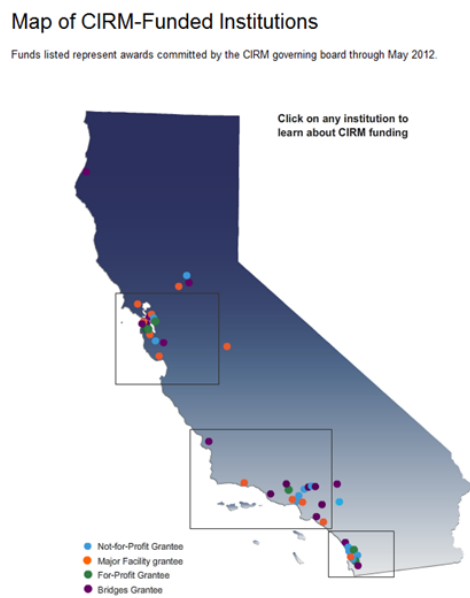 Map of CIRM-Funded Institutions
Funds listed represent awards committed by the CIRM governing board through May 2012.
Click on any institution to
learn about CIRM funding
Not-for-Profit Grantee
Major Facility grantee
For-Profit Grantee
Bridges Grantee